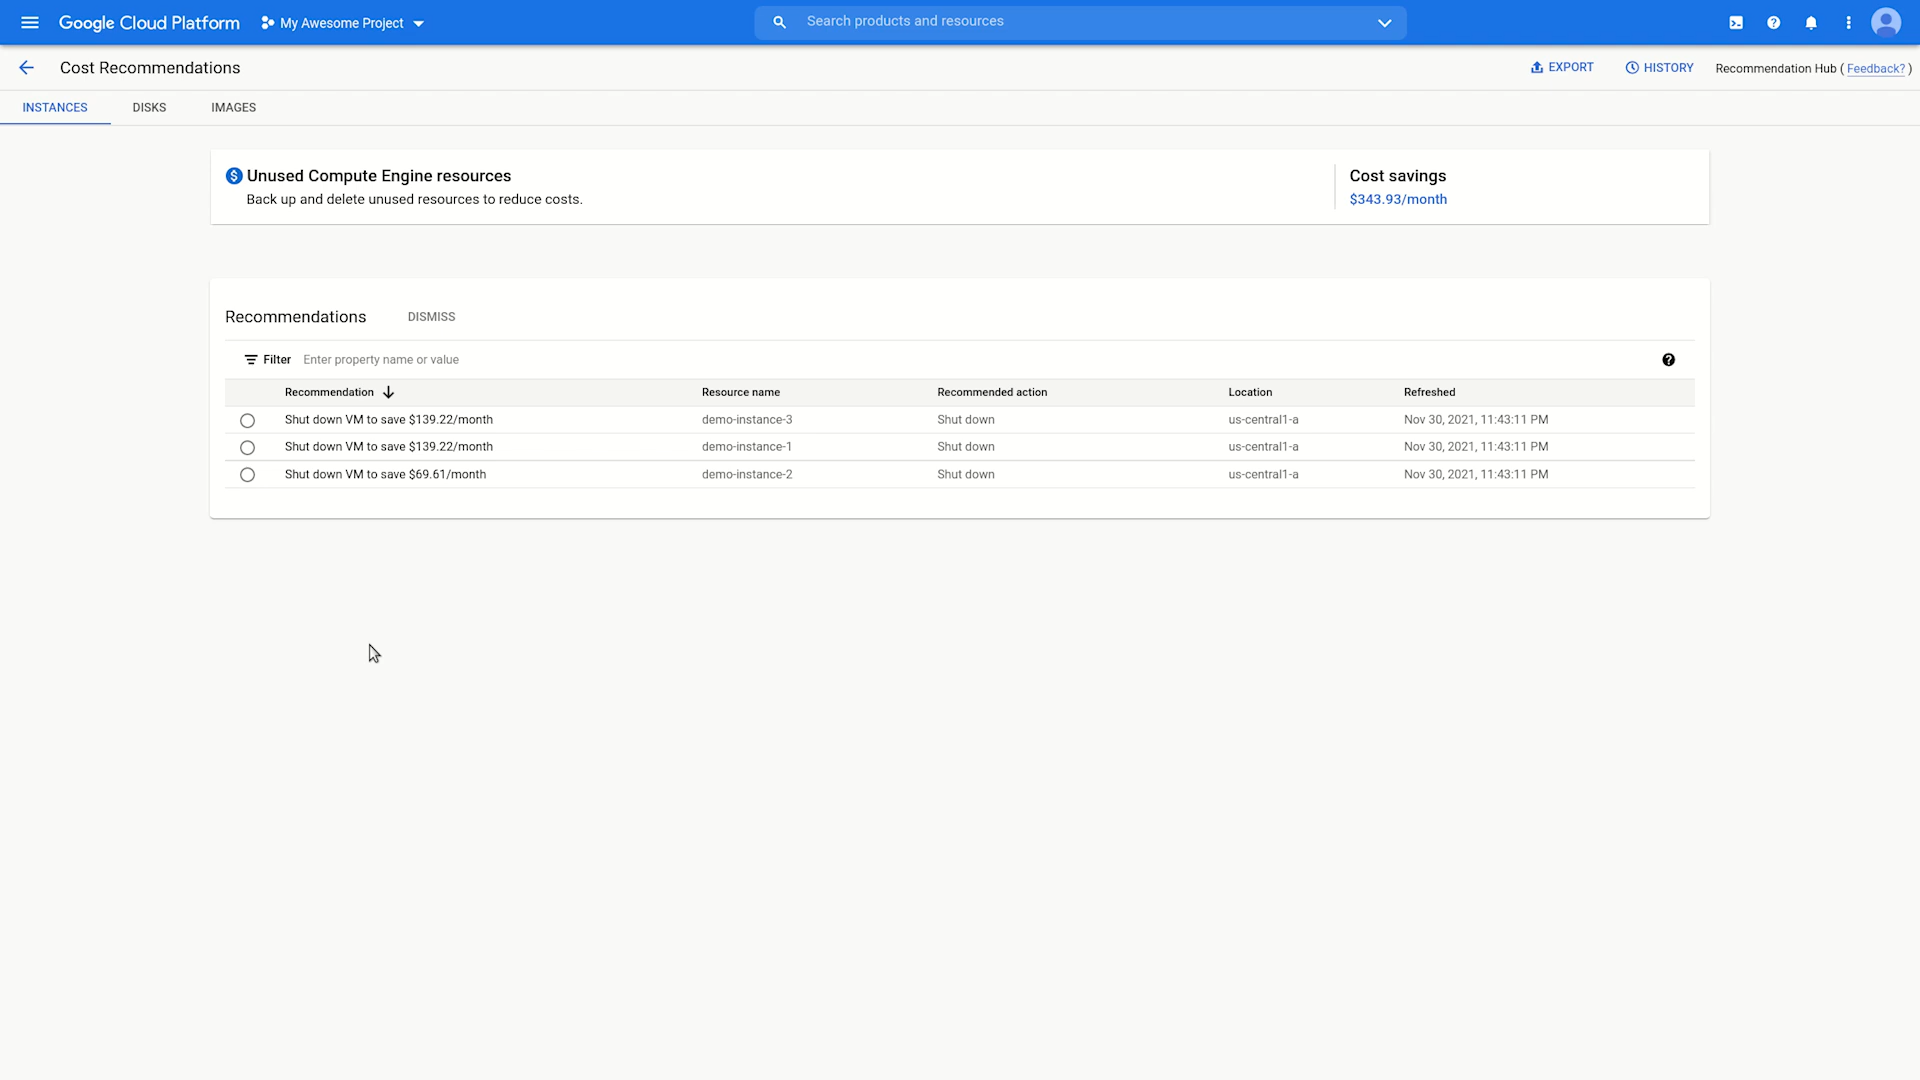 Google Cloud Platform My Awesome Project Search products and resources
Cost Recommendations EXPORT HISTORY Recommendation Hub ( Feedback? )
INSTANCES DISKS IMAGES
Unused Compute Engine resources Cost savings
Back up and delete unused resources to reduce costs. $343.93/month
Recommendations DISMISS
Filter Enter property name or value
Recommendation Resource name Recommended action Location Refreshed
Shut down VM to save $139.22/month demo-instance-3 Shut down us-central1-a Nov 30, 2021, 11:43:11 PM
Shut down VM to save $139.22/month demo-instance-1 Shut down us-central1-a Nov 30, 2021, 11:43:11 PM
Shut down VM to save $69.61/month demo-instance-2 Shut down us-central1-a Nov 30, 2021, 11:43:11 PM